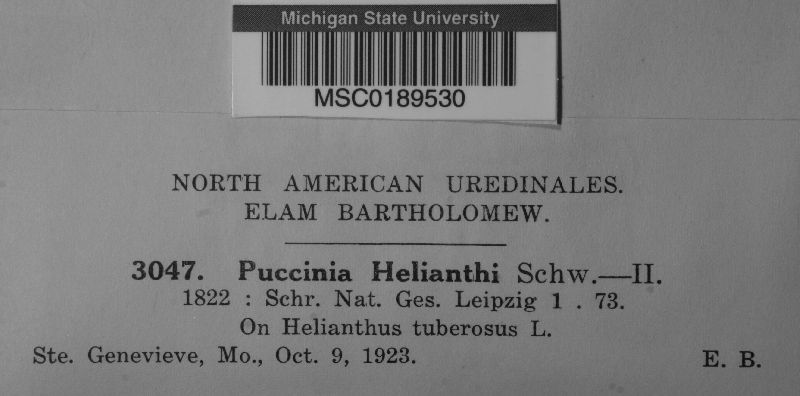 Michigan State University
MSC0189530
NORTH AMERICAN UREDINALES.
ELAM BARTHOLOMEW.
3047. Puccinia Helianthi Schw.—II.
1822 : Schr. Nat. Ges. Leipzig 1 . 73.
On Helianthus tuberosus L.
Ste. Genevieve, Mo., Oct. 9, 1923. E. B.